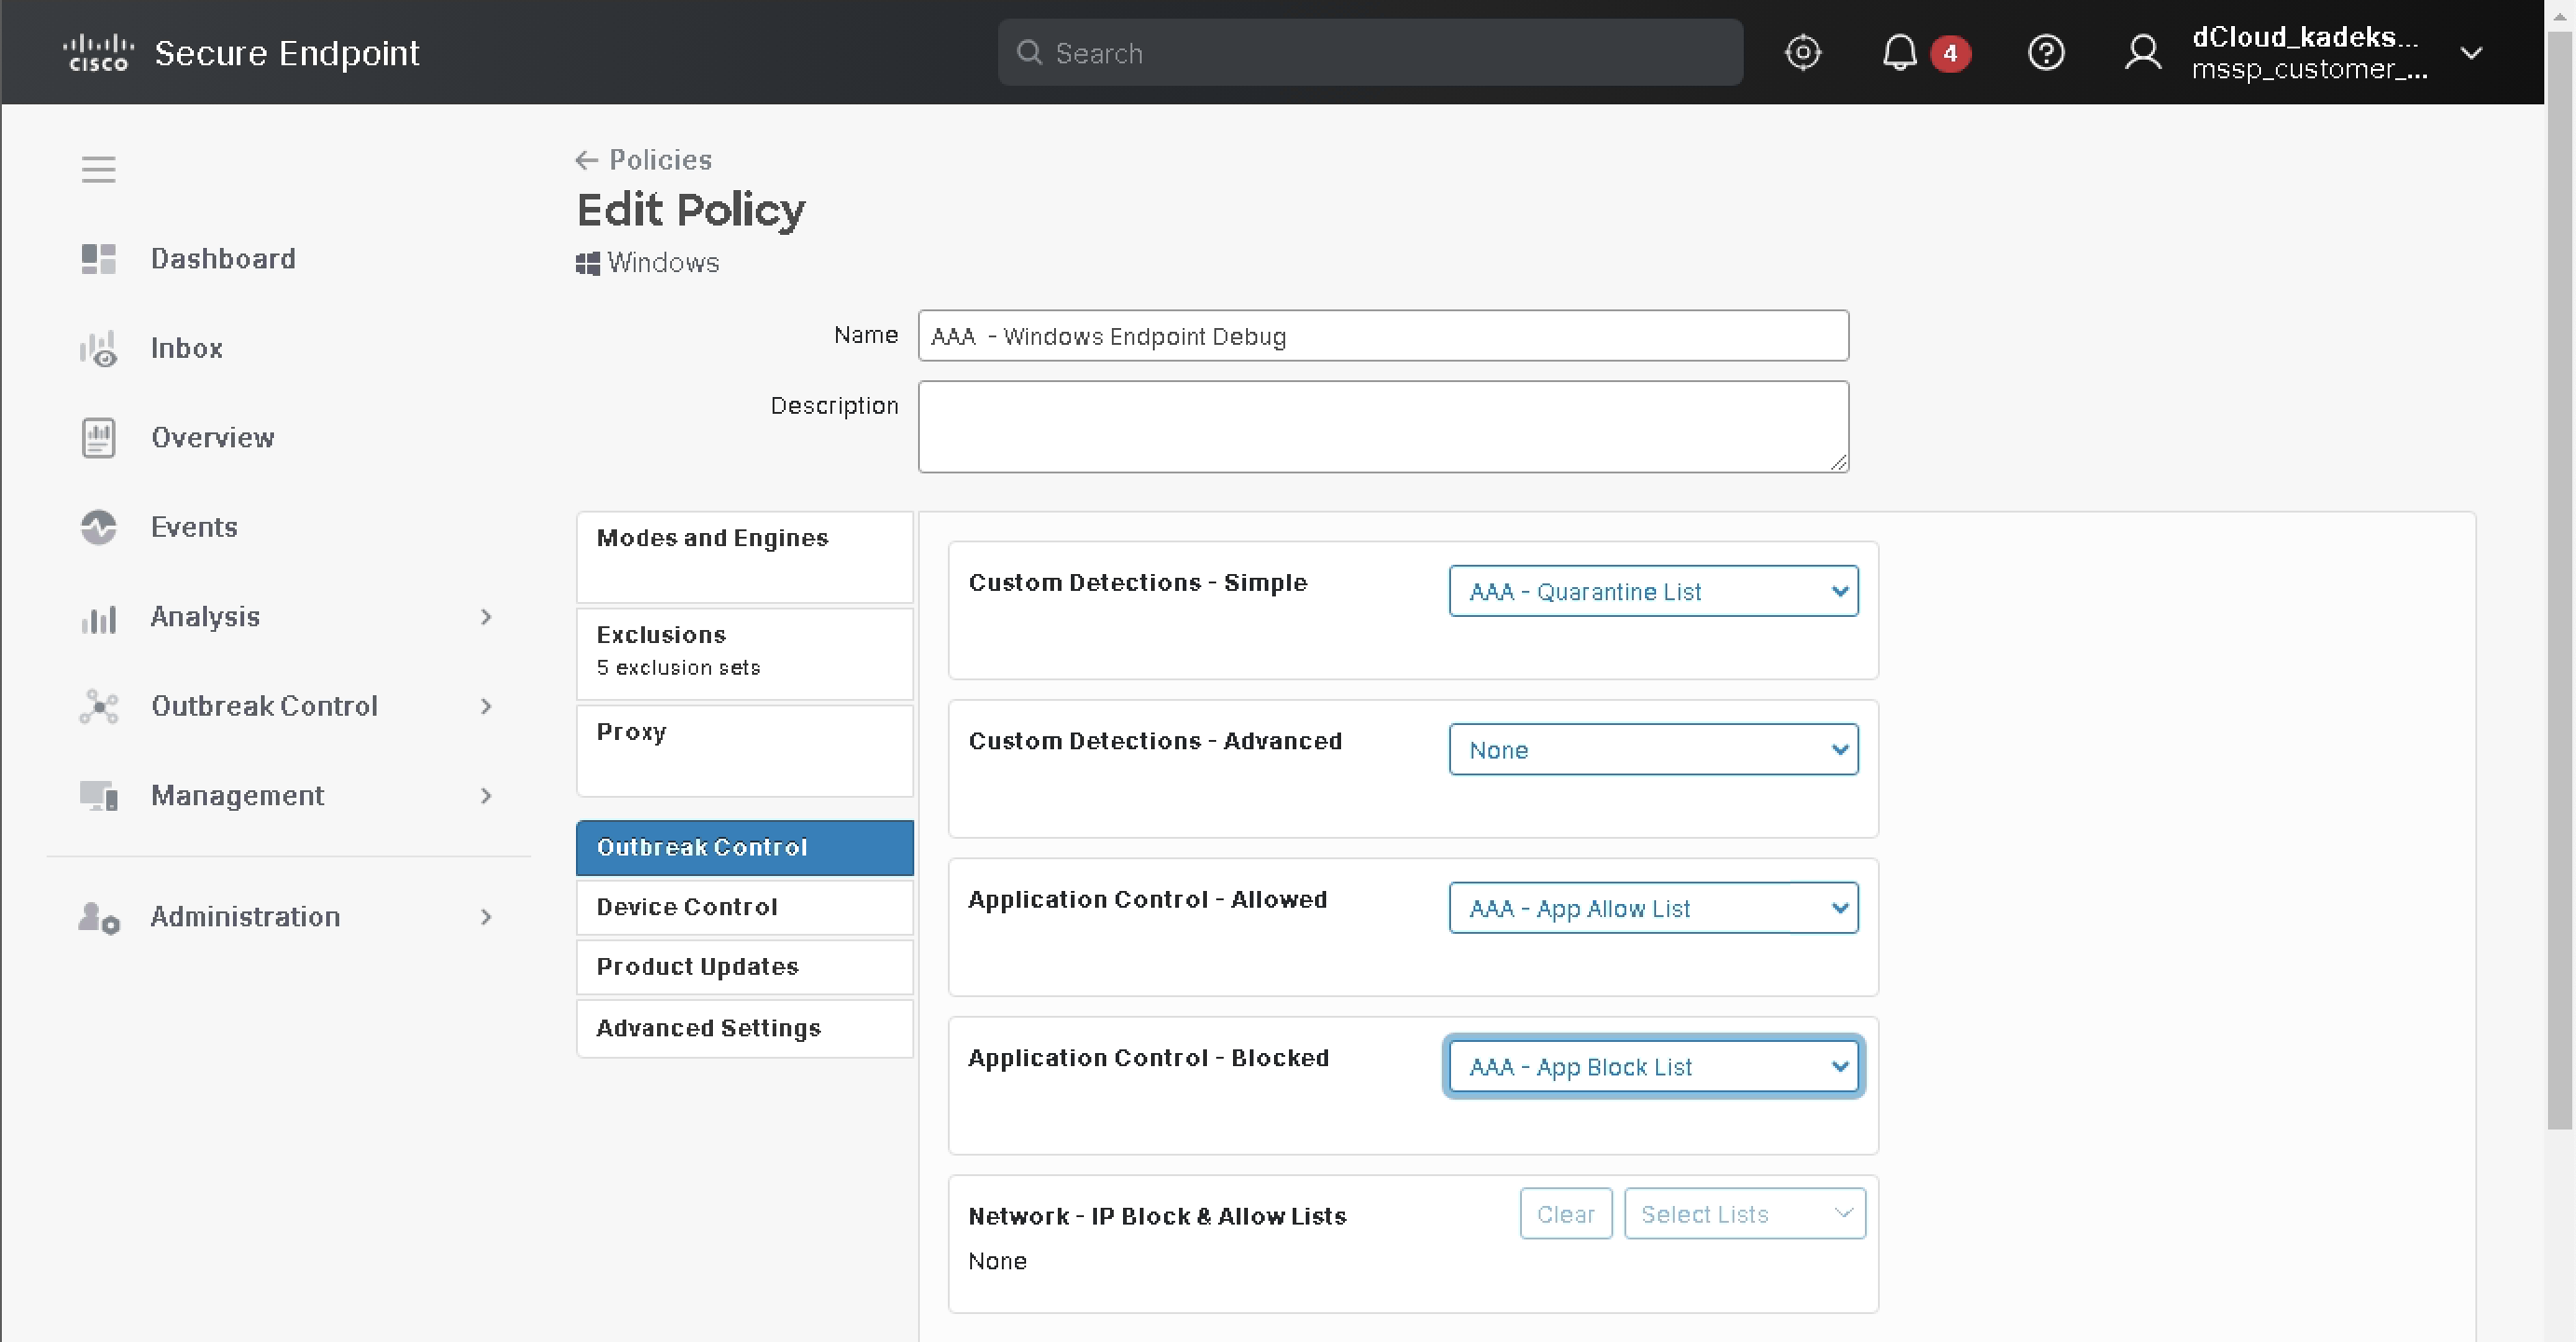 CISCO Secure Endpoint
Search
4
dCloud_kadeks...
mssp_customer_...
Dashboard
Inbox
Overview
Events
Analysis
Outbreak Control
Management
Administration
Policies
Edit Policy
Windows
Name AAA - Windows Endpoint Debug
Description
Modes and Engines
Exclusions
5 exclusion sets
Proxy
Outbreak Control
Device Control
Product Updates
Advanced Settings
Custom Detections - Simple AAA - Quarantine List
Custom Detections - Advanced None
Application Control - Allowed AAA - App Allow List
Application Control - Blocked AAA - App Block List
Network - IP Block & Allow Lists Clear Select Lists
None